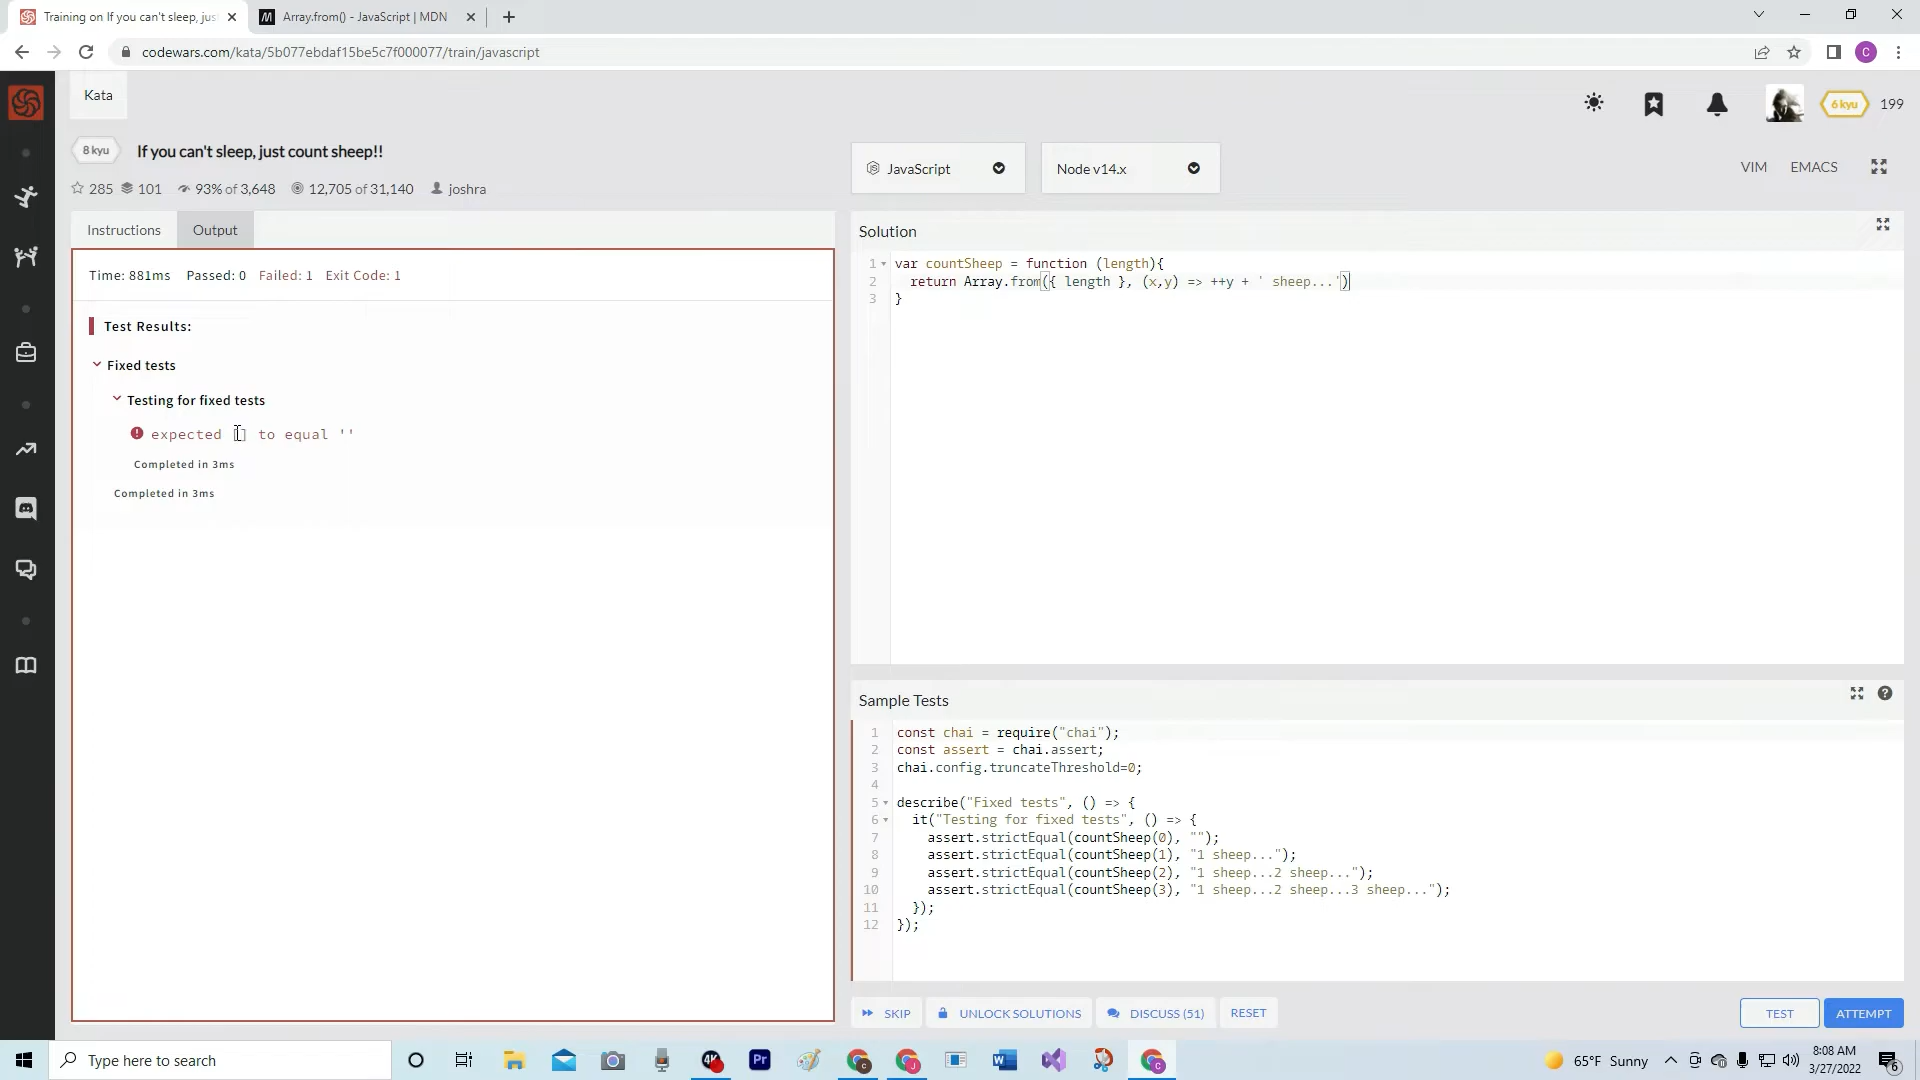 Training on If you can't sleep, jus
Array.from() - JavaScript | MDN
codewars.com/kata/5b077ebdaf15be5c7f000077/train/javascript
C
Kata
6 kyu 199
8 kyu If you can't sleep, just count sheep!!
285 101 93% of 3,648 12,705 of 31,140 joshra
JavaScript
Node v14.x
VIM EMACS
Instructions Output
Time: 881ms Passed: 0 Failed: 1 Exit Code: 1
Test Results:
Fixed tests
Testing for fixed tests
expected [] to equal ''
Completed in 3ms
Completed in 3ms
Solution
1 var countSheep = function (length){
2 return Array.from({ length }, (x,y) => ++y + ' sheep...')
3 }
Sample Tests
1 const chai = require("chai");
2 const assert = chai.assert;
3 chai.config.truncateThreshold=0;
4
5 describe("Fixed tests", () => {
6 it("Testing for fixed tests", () => {
7 assert.strictEqual(countSheep(0), "");
8 assert.strictEqual(countSheep(1), "1 sheep...");
9 assert.strictEqual(countSheep(2), "1 sheep...2 sheep...");
10 assert.strictEqual(countSheep(3), "1 sheep...2 sheep...3 sheep...");
11 });
12 });
SKIP UNLOCK SOLUTIONS DISCUSS (51) RESET TEST ATTEMPT
Type here to search
4K
Pr
65°F Sunny
8:08 AM
3/27/2022
6